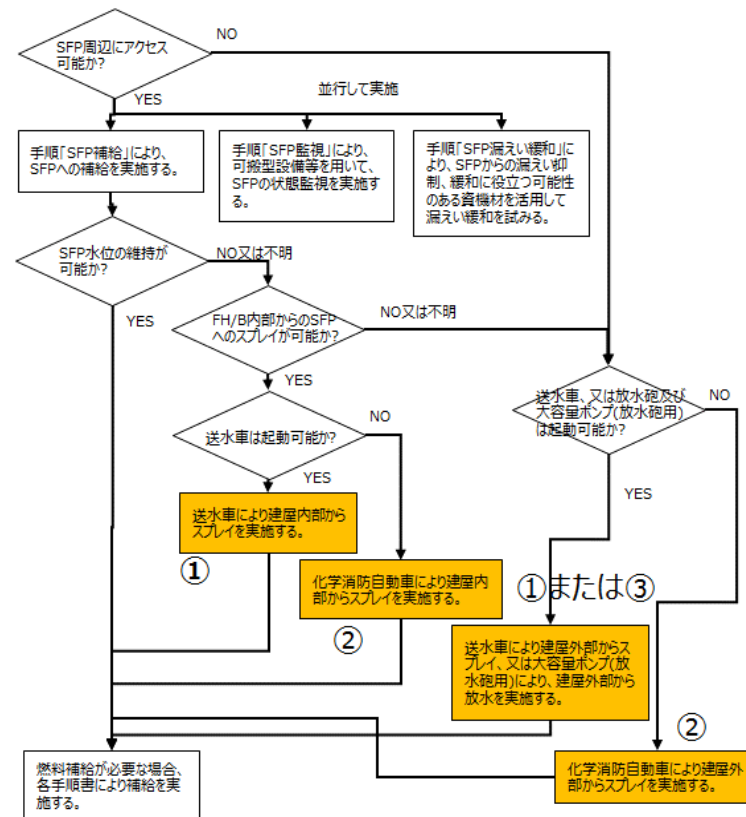 SFP周辺にアクセス
可能か?
NO
YES
並行して実施
手順「SFP補給」により、
SFPへの補給を実施する。
手順「SFP監視」により、
可搬型設備等を用いて、
SFPの状態監視を実施す
る。
手順「SFP漏えい緩和」に
より、SFPからの漏えい抑
制、緩和に役立つ可能性
のある資機材を活用して
漏えい緩和を試みる。
SFP水位の維持が
可能か?
NO又は不明
YES
FH/B内部からのSFP
へのスプレイが可能か?
NO又は不明
YES
送水車、又は放水砲及び
大容量ポンプ(放水砲用)
は起動可能か?
NO
YES
送水車は起動可能か?
NO
YES
送水車により建屋内部から
スプレイを実施する。
①
化学消防自動車により建屋内
部からスプレイを実施する。
②
①または③
送水車により建屋外部からス
プレイ、又は大容量ポンプ(放
水砲用)により、建屋外部から
放水を実施する。
②
燃料補給が必要な場合、
各手順書により補給を実
施する。
化学消防自動車により建屋外
部からスプレイを実施する。